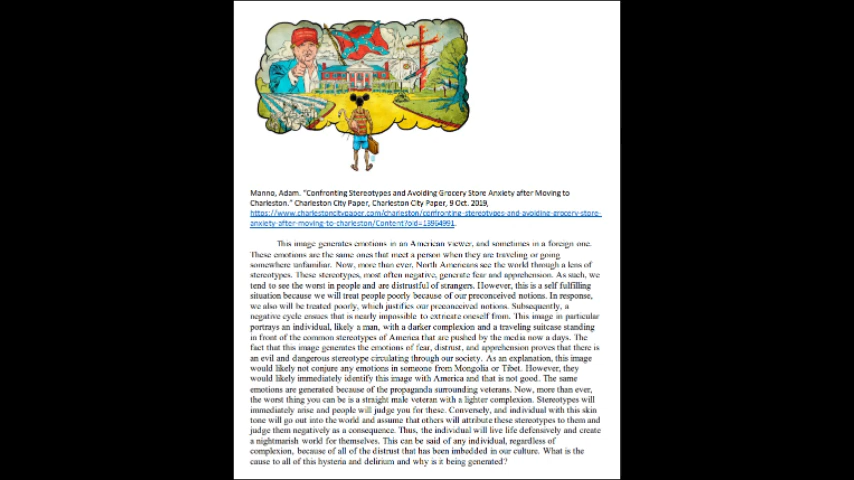 Manno, Adam. "Confronting Stereotypes and Avoiding Grocery Store Anxiety after Moving to
Charleston." Charleston City Paper, Charleston City Paper, 9 Oct. 2019,
https://www.charlestoncitypaper.com/charleston/confronting-stereotypes-and-avoiding-grocery-store-
anxiety-after-moving-to-charleston/Content?oid=13964991.
This image generates emotions in an American viewer, and sometimes in a foreign one.
These emotions are the same ones that meet a person when they are traveling or going
somewhere unfamiliar. Now, more than ever, North Americans see the world through a lens of
stereotypes. These stereotypes, most often negative, generate fear and apprehension. As such, we
tend to see the worst in people and are distrustful of strangers. However, this is a self fulfilling
situation because we will treat people poorly because of our preconceived notions. In response,
we also will be treated poorly, which justifies our preconceived notions. Subsequently, a
negative cycle ensues that is nearly impossible to extricate oneself from. This image in particular
portrays an individual, likely a man, with a darker complexion and a traveling suitcase standing
in front of the common stereotypes of America that are pushed by the media now a days. The
fact that this image generates the emotions of fear, distrust, and apprehension proves that there is
an evil and dangerous stereotype circulating through our society. As an explanation, this image
would likely not conjure any emotions in someone from Mongolia or Tibet. However, they
would likely immediately identify this image with America and that is not good. The same
emotions are generated because of the propaganda surrounding veterans. Now, more than ever,
the worst thing you can be is a straight male veteran with a lighter complexion. Stereotypes will
immediately arise and people will judge you for these. Conversely, and individual with this skin
tone will go out into the world and assume that others will attribute these stereotypes to them and
judge them negatively as a consequence. Thus, the individual will live life defensively and create
a nightmarish world for themselves. This can be said of any individual, regardless of
complexion, because of all of the distrust that has been imbedded in our culture. What is the
cause to all of this hysteria and delirium and why is it being generated?